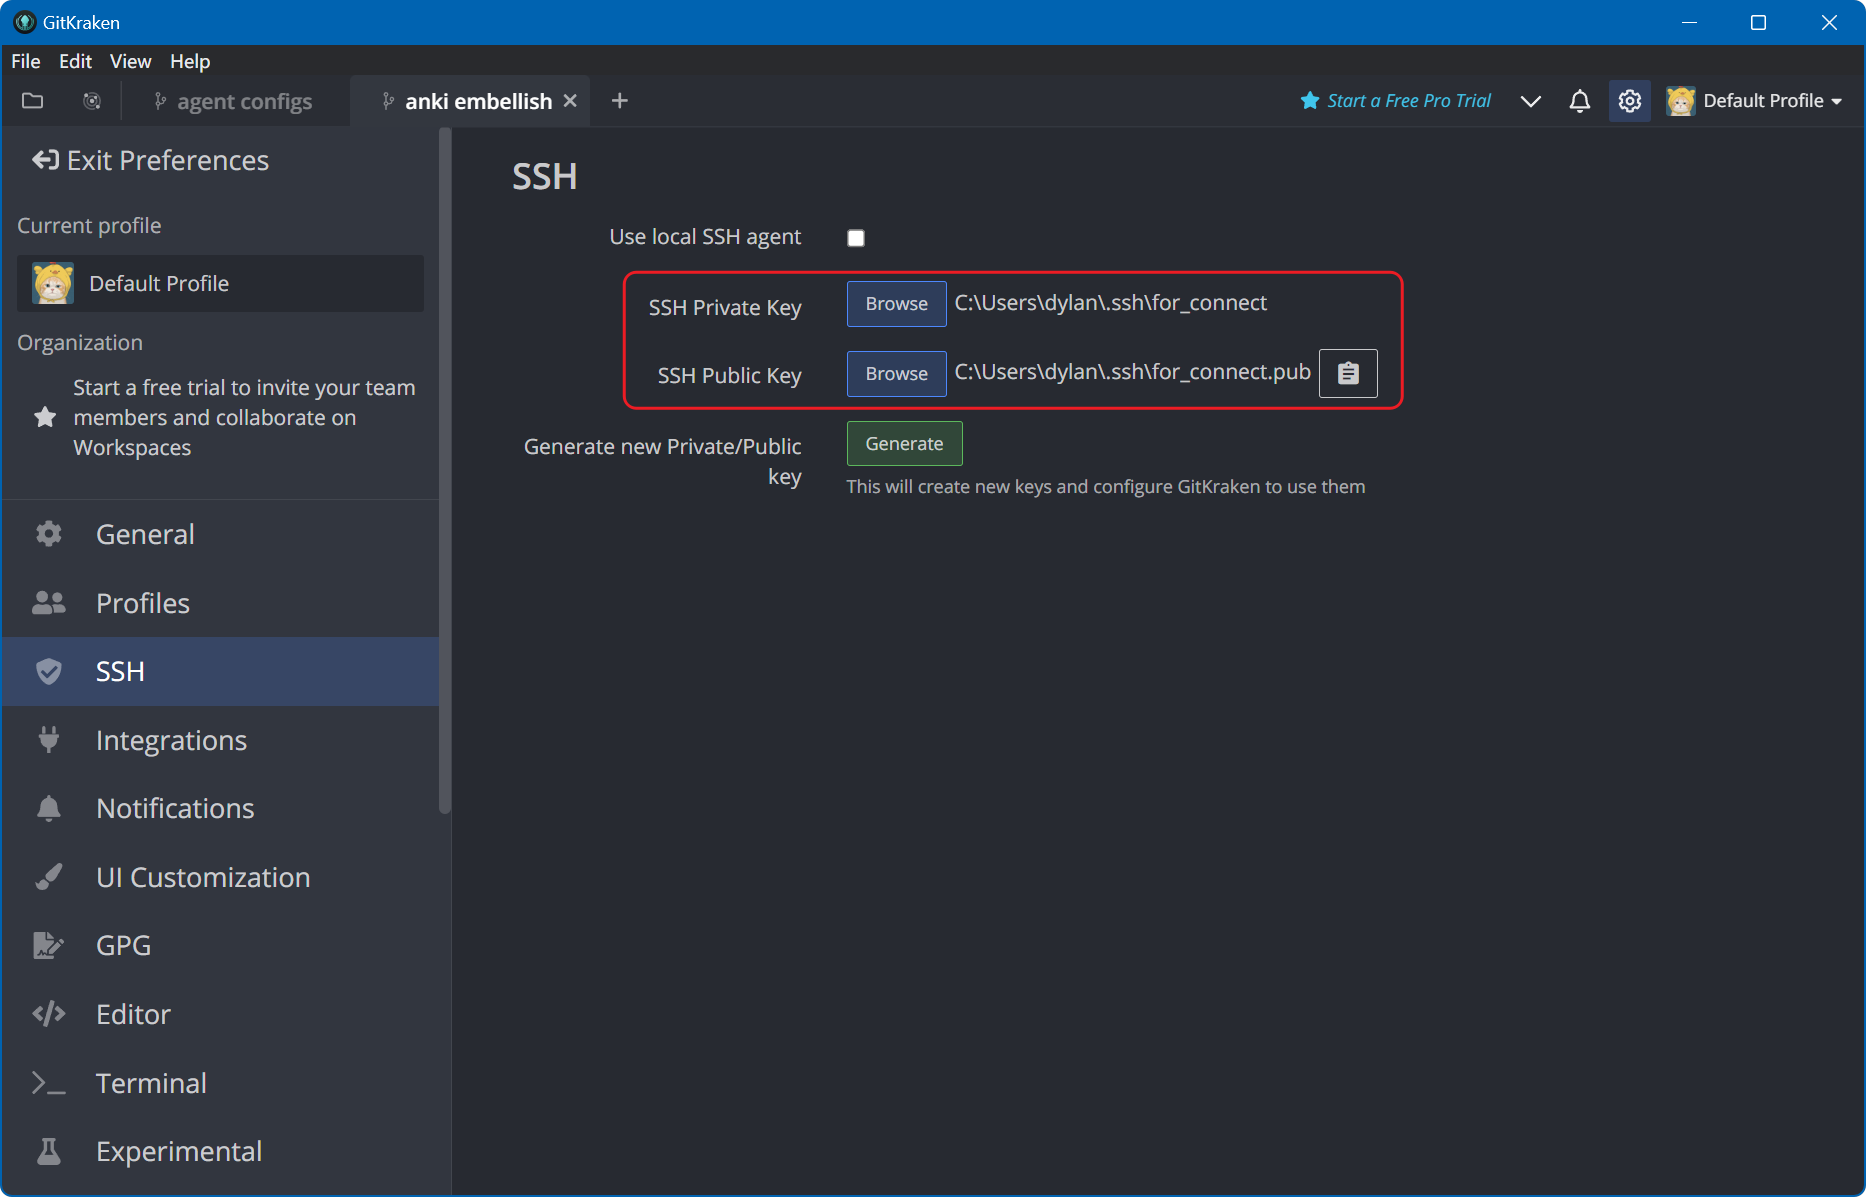 GitKraken
File Edit View Help
agent configs
anki embellish
Start a Free Pro Trial
Default Profile
Exit Preferences
Current profile
Default Profile
Organization
Start a free trial to invite your team
members and collaborate on
Workspaces
General
Profiles
SSH
Integrations
Notifications
UI Customization
GPG
Editor
Terminal
Experimental
SSH
Use local SSH agent
SSH Private Key Browse C:\Users\dylan\.ssh\for_connect
SSH Public Key Browse C:\Users\dylan\.ssh\for_connect.pub
Generate new Private/Public
key
Generate
This will create new keys and configure GitKraken to use them